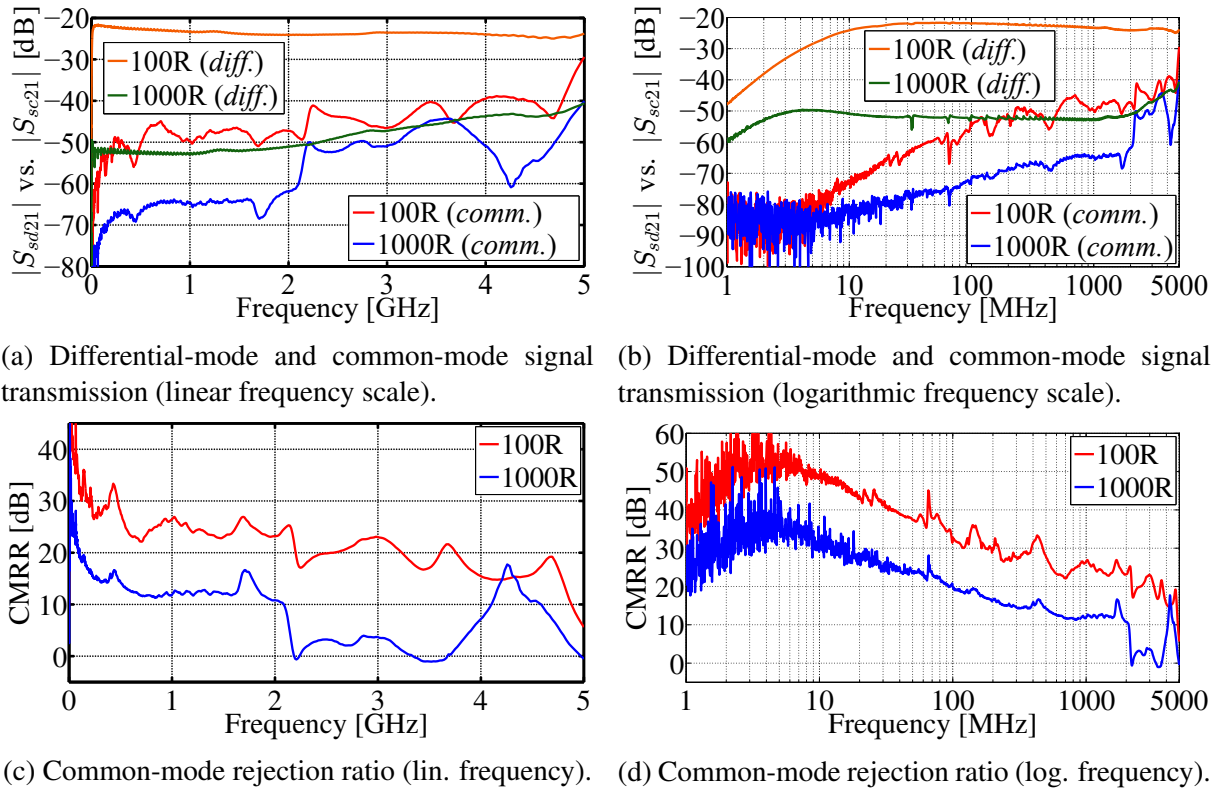 −20
−30
−40
−50
−60
−70
−80
|S_sd21| vs. |S_sc21| [dB]
100R (diff.)
1000R (diff.)
100R (comm.)
1000R (comm.)
0 1 2 3 4 5
Frequency [GHz]
(a) Differential-mode and common-mode signal
transmission (linear frequency scale).
−20
−30
−40
−50
−60
−70
−80
−90
−100
|S_sd21| vs. |S_sc21| [dB]
100R (diff.)
1000R (diff.)
100R (comm.)
1000R (comm.)
1 10 100 1000 5000
Frequency [MHz]
(b) Differential-mode and common-mode signal
transmission (logarithmic frequency scale).
40
30
20
10
0
CMRR [dB]
100R
1000R
0 1 2 3 4 5
Frequency [GHz]
(c) Common-mode rejection ratio (lin. frequency).
60
50
40
30
20
10
0
CMRR [dB]
100R
1000R
1 10 100 1000 5000
Frequency [MHz]
(d) Common-mode rejection ratio (log. frequency).